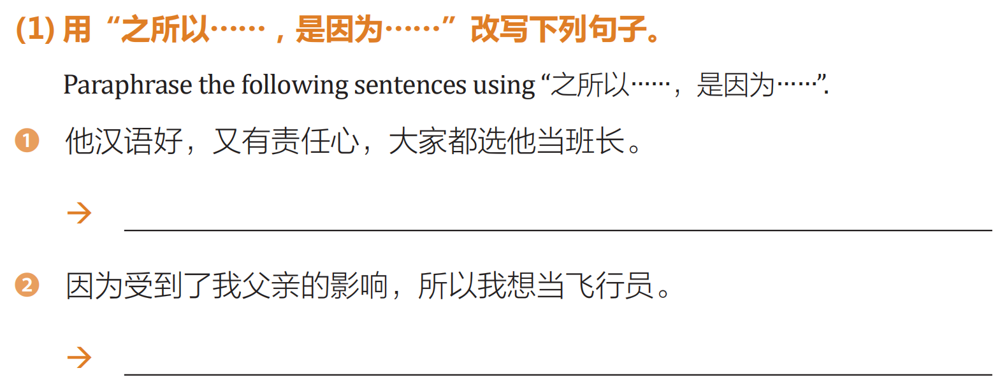 (1) 用“之所以……，是因为……”改写下列句子。
Paraphrase the following sentences using “之所以……，是因为……”.
1 他汉语好，又有责任心，大家都选他当班长。
→
2 因为受到了我父亲的影响，所以我想当飞行员。
→